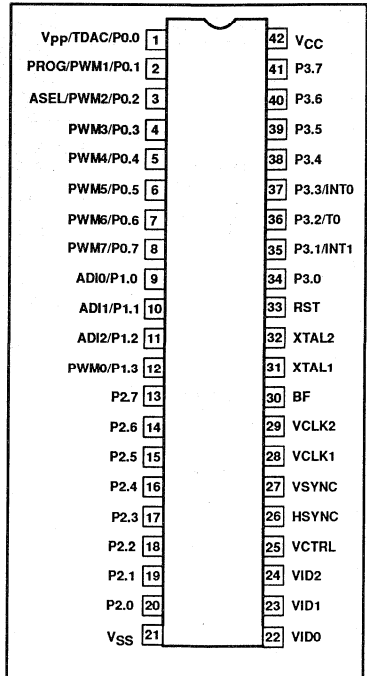 Vpp/TDAC/P0.0 1 42 VCC
PROG/PWM1/P0.1 2 41 P3.7
ASEL/PWM2/P0.2 3 40 P3.6
PWM3/P0.3 4 39 P3.5
PWM4/P0.4 5 38 P3.4
PWM5/P0.5 6 37 P3.3/INT0
PWM6/P0.6 7 36 P3.2/T0
PWM7/P0.7 8 35 P3.1/INT1
ADI0/P1.0 9 34 P3.0
ADI1/P1.1 10 33 RST
ADI2/P1.2 11 32 XTAL2
PWM0/P1.3 12 31 XTAL1
P2.7 13 30 BF
P2.6 14 29 VCLK2
P2.5 15 28 VCLK1
P2.4 16 27 VSYNC
P2.3 17 26 HSYNC
P2.2 18 25 VCTRL
P2.1 19 24 VID2
P2.0 20 23 VID1
VSS 21 22 VID0